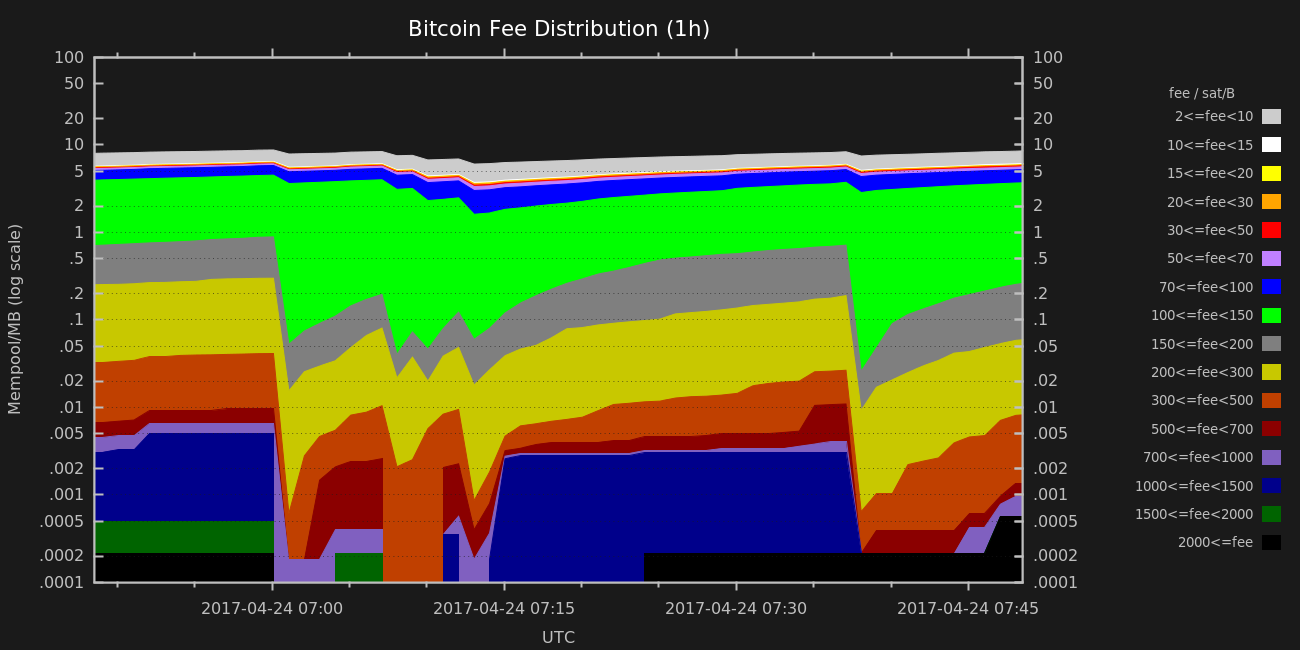 Bitcoin Fee Distribution (1h)
Mempool/MB (log scale)
100
50
20
10
5
2
1
.5
.2
.1
.05
.02
.01
.005
.002
.001
.0005
.0002
.0001
100
50
20
10
5
2
1
.5
.2
.1
.05
.02
.01
.005
.002
.001
.0005
.0002
.0001
2017-04-24 07:00 2017-04-24 07:15 2017-04-24 07:30 2017-04-24 07:45
UTC
fee / sat/B
2<=fee<10
10<=fee<15
15<=fee<20
20<=fee<30
30<=fee<50
50<=fee<70
70<=fee<100
100<=fee<150
150<=fee<200
200<=fee<300
300<=fee<500
500<=fee<700
700<=fee<1000
1000<=fee<1500
1500<=fee<2000
2000<=fee